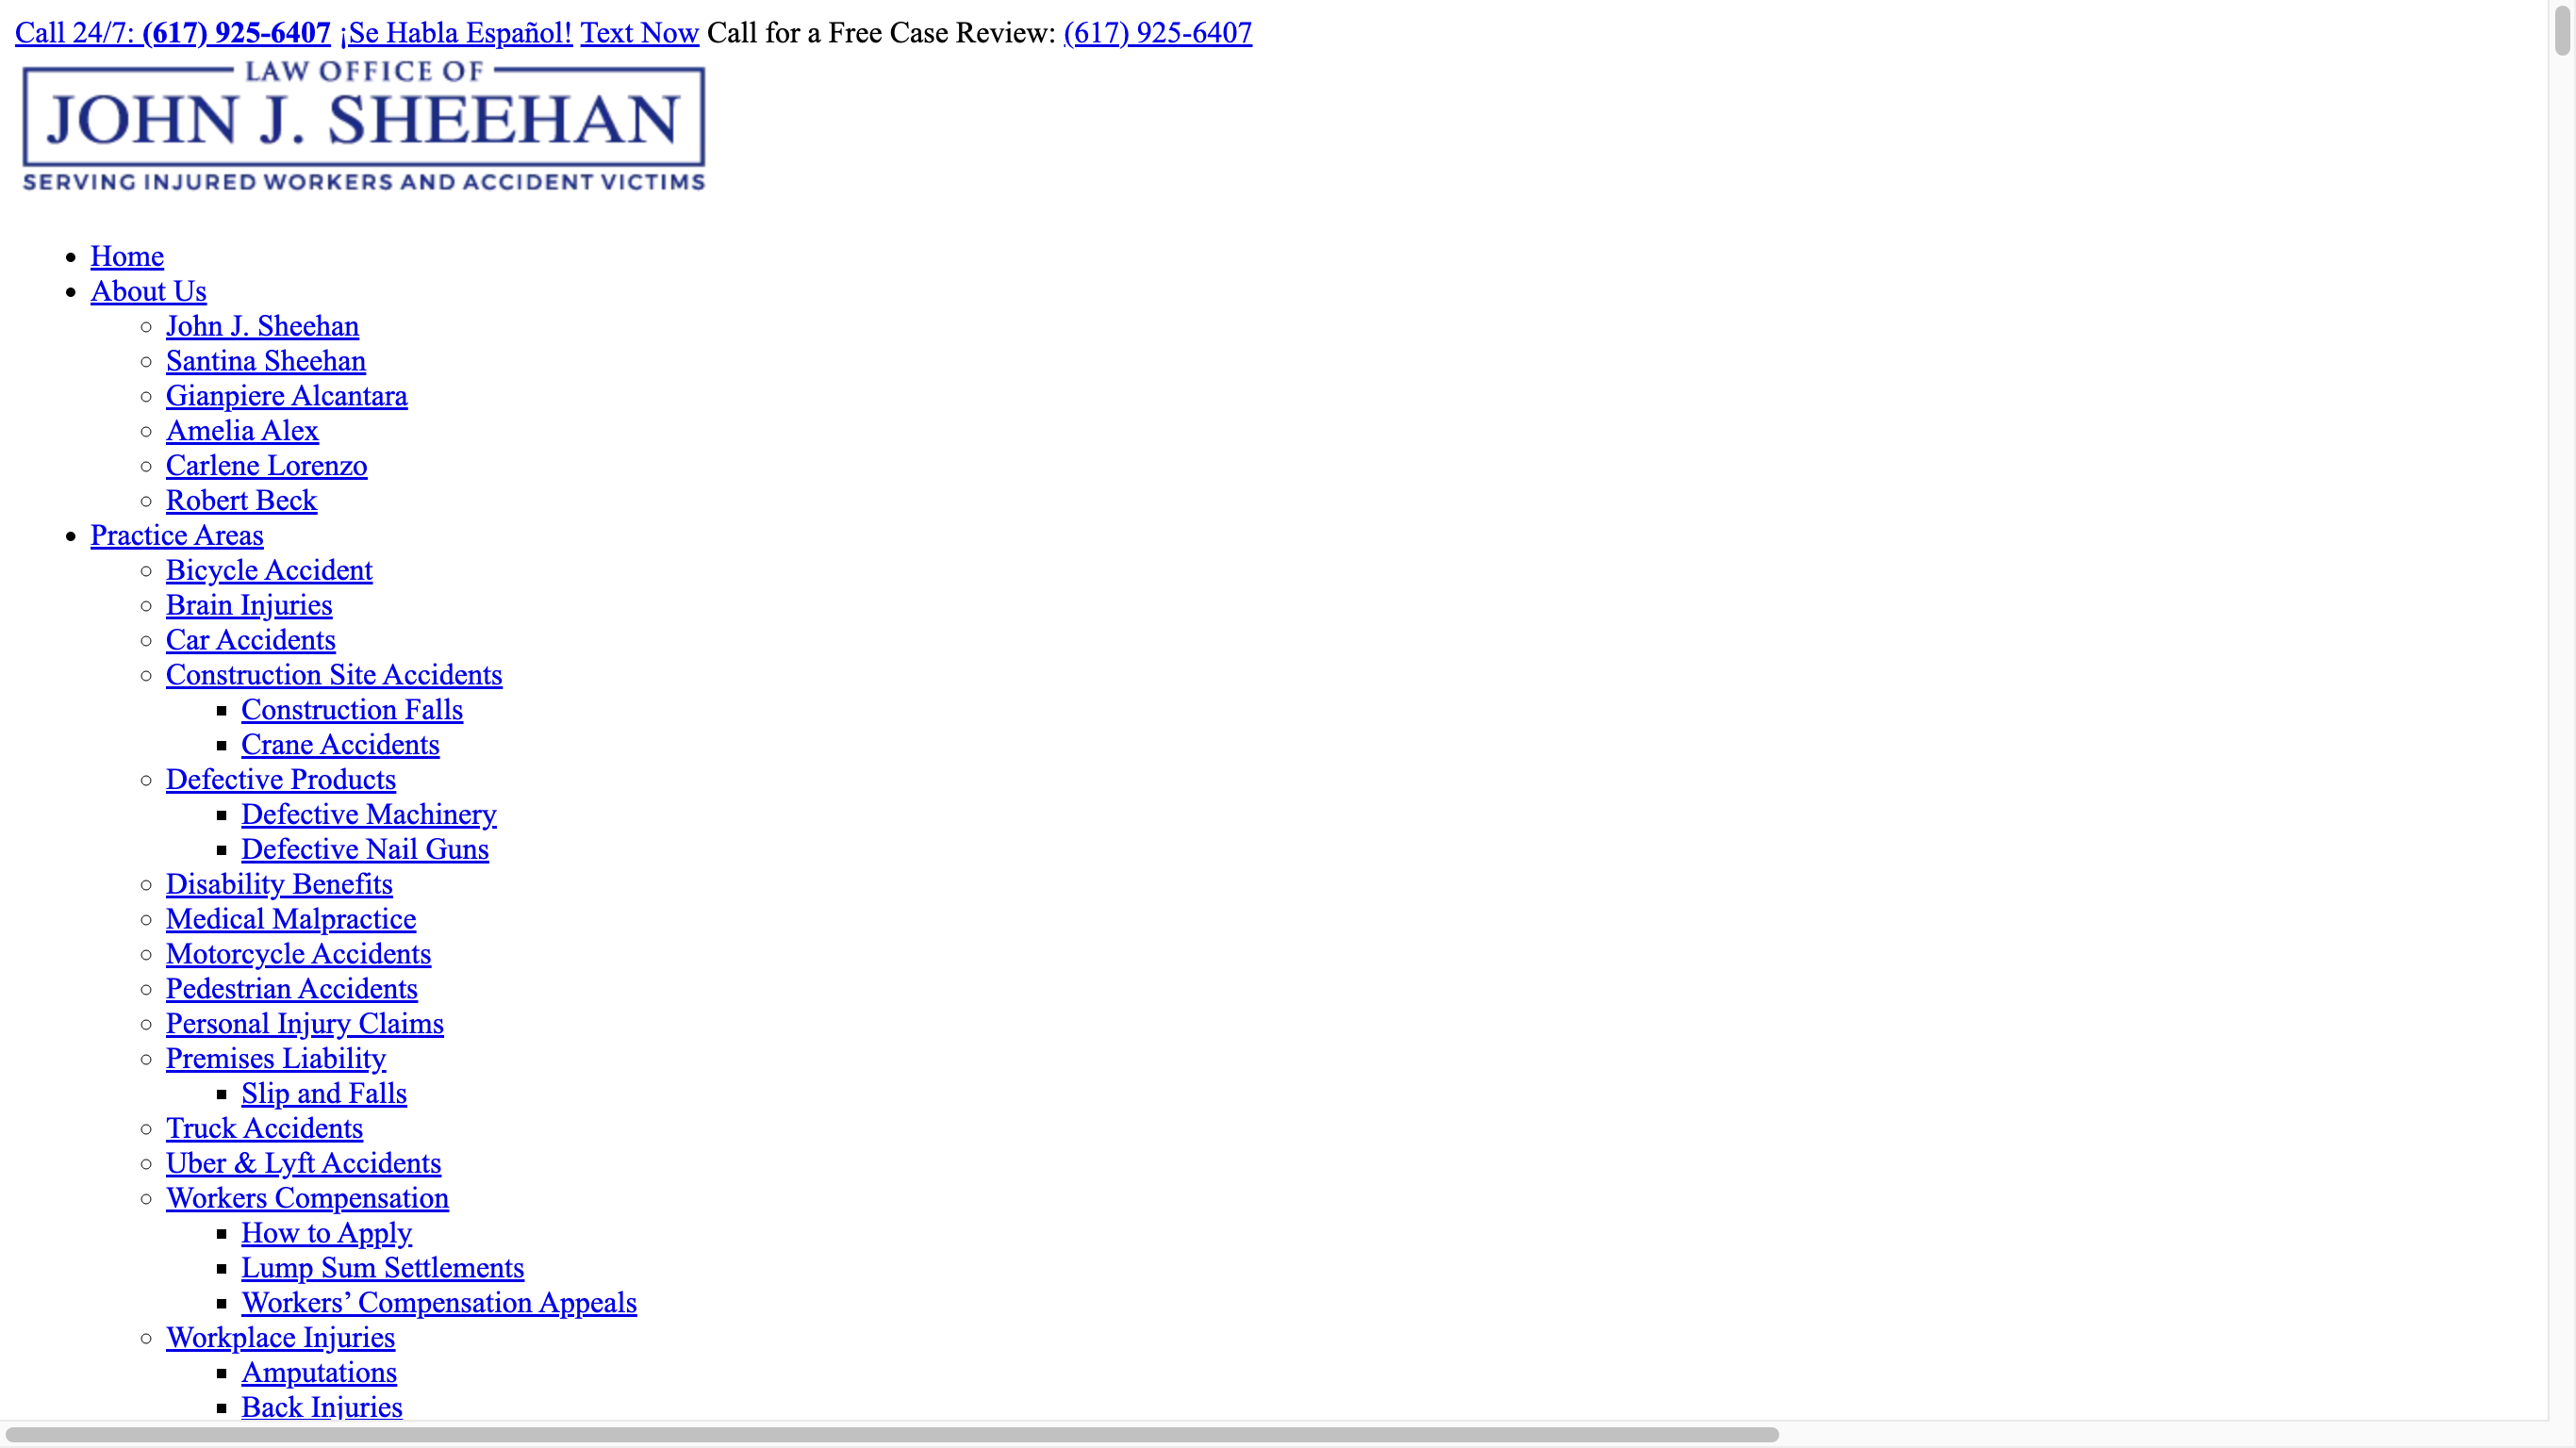 Call 24/7: (617) 925-6407 ¡Se Habla Español! Text Now Call for a Free Case Review: (617) 925-6407
LAW OFFICE OF
JOHN J. SHEEHAN
SERVING INJURED WORKERS AND ACCIDENT VICTIMS
Home
About Us
John J. Sheehan
Santina Sheehan
Gianpiere Alcantara
Amelia Alex
Carlene Lorenzo
Robert Beck
Practice Areas
Bicycle Accident
Brain Injuries
Car Accidents
Construction Site Accidents
Construction Falls
Crane Accidents
Defective Products
Defective Machinery
Defective Nail Guns
Disability Benefits
Medical Malpractice
Motorcycle Accidents
Pedestrian Accidents
Personal Injury Claims
Premises Liability
Slip and Falls
Truck Accidents
Uber & Lyft Accidents
Workers Compensation
How to Apply
Lump Sum Settlements
Workers’ Compensation Appeals
Workplace Injuries
Amputations
Back Injuries